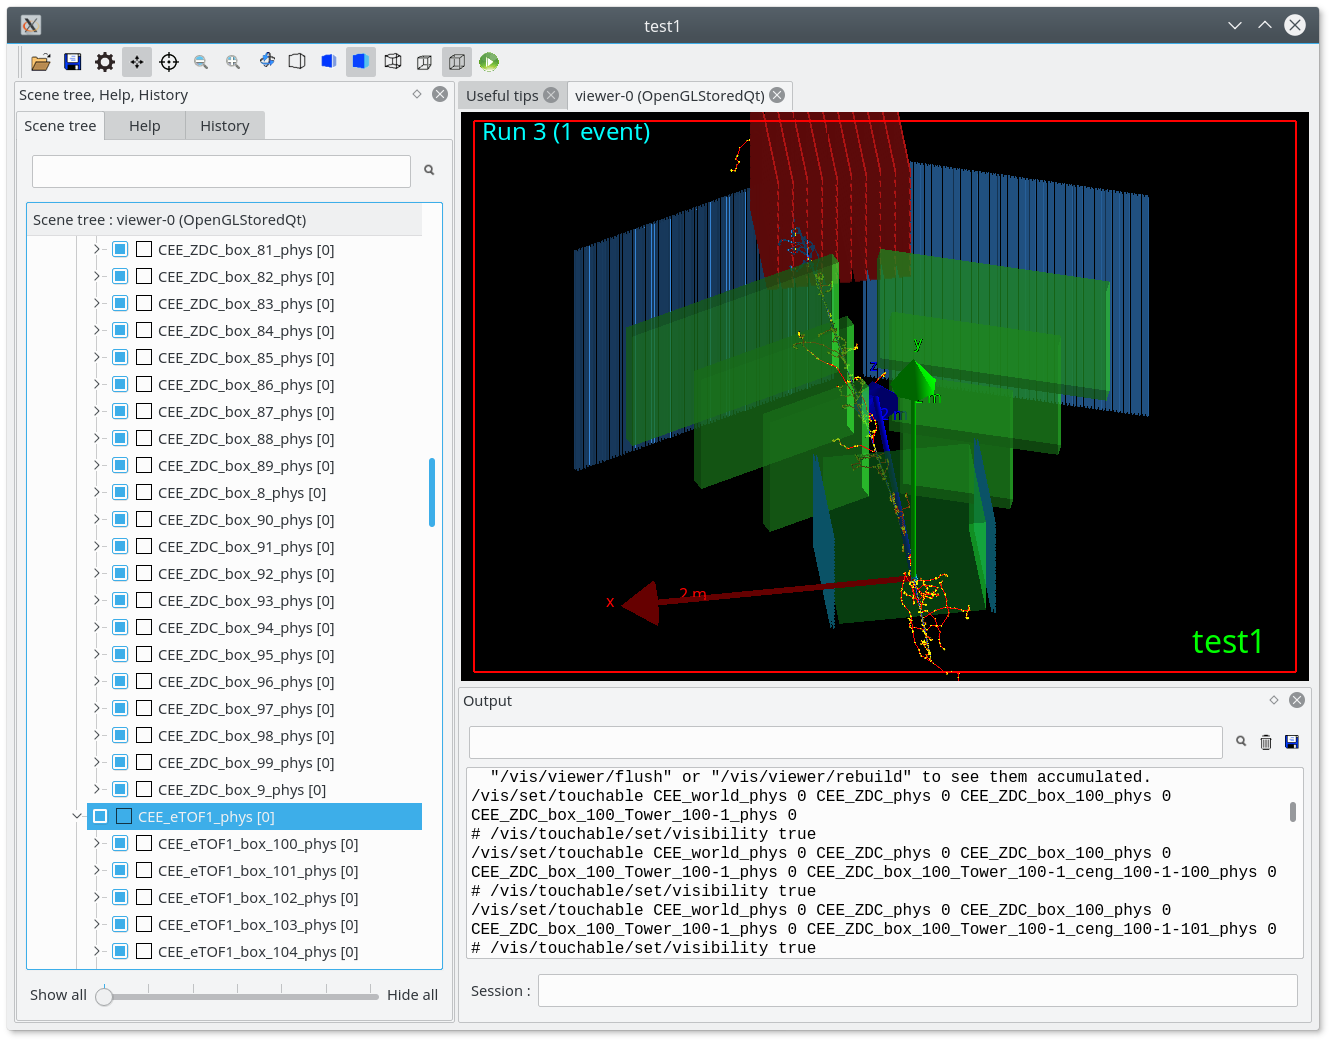 test1
Scene tree, Help, History
Scene tree
Help
History
Scene tree : viewer-0 (OpenGLStoredQt)
CEE_ZDC_box_81_phys [0]
CEE_ZDC_box_82_phys [0]
CEE_ZDC_box_83_phys [0]
CEE_ZDC_box_84_phys [0]
CEE_ZDC_box_85_phys [0]
CEE_ZDC_box_86_phys [0]
CEE_ZDC_box_87_phys [0]
CEE_ZDC_box_88_phys [0]
CEE_ZDC_box_89_phys [0]
CEE_ZDC_box_8_phys [0]
CEE_ZDC_box_90_phys [0]
CEE_ZDC_box_91_phys [0]
CEE_ZDC_box_92_phys [0]
CEE_ZDC_box_93_phys [0]
CEE_ZDC_box_94_phys [0]
CEE_ZDC_box_95_phys [0]
CEE_ZDC_box_96_phys [0]
CEE_ZDC_box_97_phys [0]
CEE_ZDC_box_98_phys [0]
CEE_ZDC_box_99_phys [0]
CEE_ZDC_box_9_phys [0]
CEE_eTOF1_phys [0]
CEE_eTOF1_box_100_phys [0]
CEE_eTOF1_box_101_phys [0]
CEE_eTOF1_box_102_phys [0]
CEE_eTOF1_box_103_phys [0]
CEE_eTOF1_box_104_phys [0]
Show all
Hide all
Useful tips
viewer-0 (OpenGLStoredQt)
Run 3 (1 event)
y
z
m
2 m
x
2 m
test1
Output
"/vis/viewer/flush" or "/vis/viewer/rebuild" to see them accumulated.
/vis/set/touchable CEE_world_phys 0 CEE_ZDC_phys 0 CEE_ZDC_box_100_phys 0
CEE_ZDC_box_100_Tower_100-1_phys 0
# /vis/touchable/set/visibility true
/vis/set/touchable CEE_world_phys 0 CEE_ZDC_phys 0 CEE_ZDC_box_100_phys 0
CEE_ZDC_box_100_Tower_100-1_phys 0 CEE_ZDC_box_100_Tower_100-1_ceng_100-1-100_phys 0
# /vis/touchable/set/visibility true
/vis/set/touchable CEE_world_phys 0 CEE_ZDC_phys 0 CEE_ZDC_box_100_phys 0
CEE_ZDC_box_100_Tower_100-1_phys 0 CEE_ZDC_box_100_Tower_100-1_ceng_100-1-101_phys 0
# /vis/touchable/set/visibility true
Session :